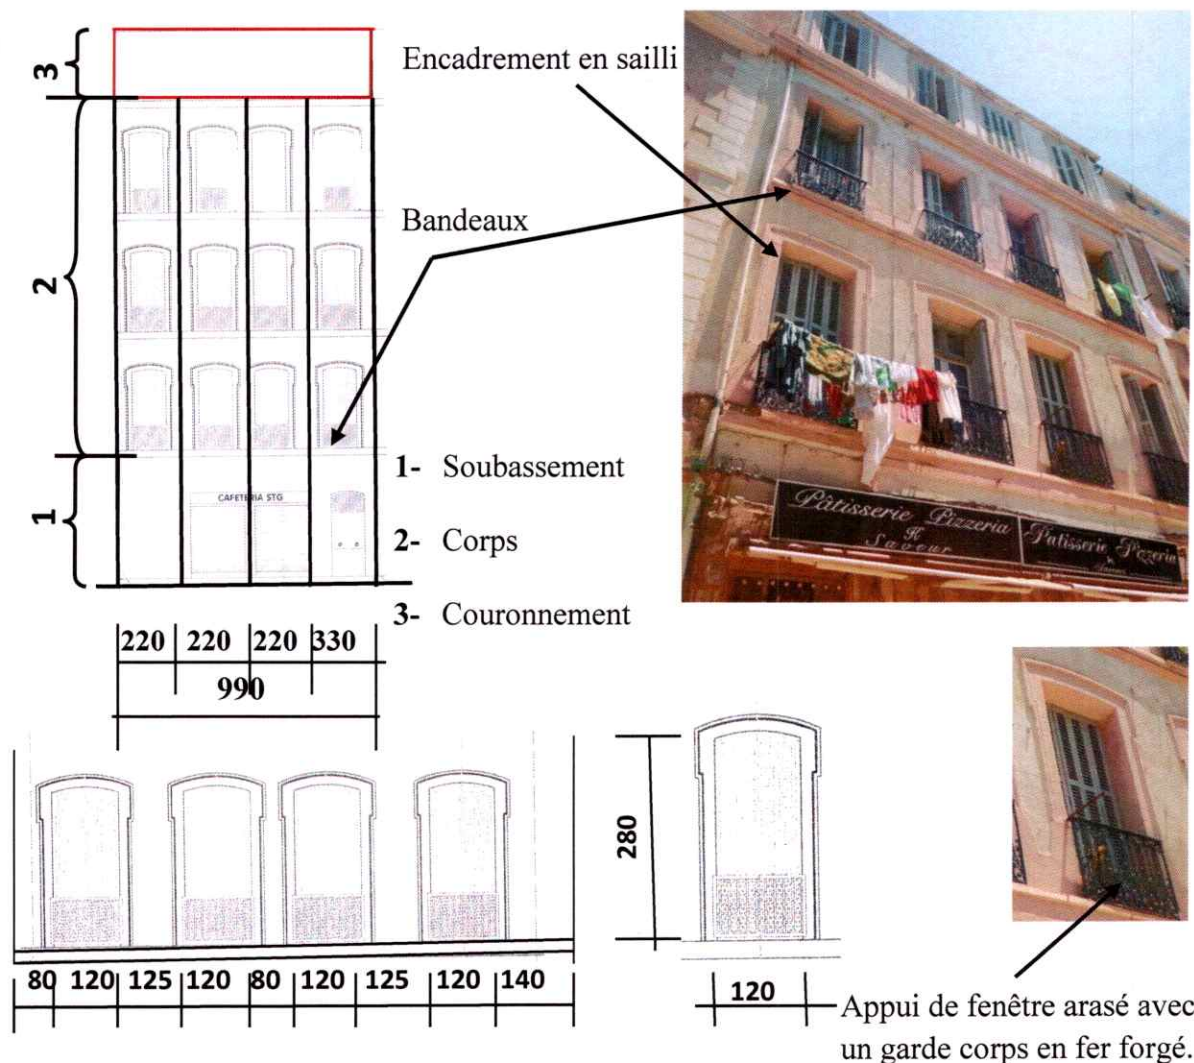 3
Encadrement en sailli
2
Bandeaux
1
CAFETERIA STG
1- Soubassement
2- Corps
3- Couronnement
Pâtisserie Pizzeria
Savour
Patisserie Pizzeria
220 220 220 330
990
280
80 120 125 120 80 120 125 120 140
120
Appui de fenêtre arasé avec
un garde corps en fer forgé.